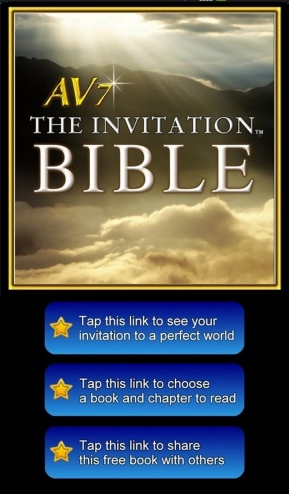 AV7
THE INVITATION™
BIBLE
Tap this link to see your
invitation to a perfect world
Tap this link to choose
a book and chapter to read
Tap this link to share
this free book with others